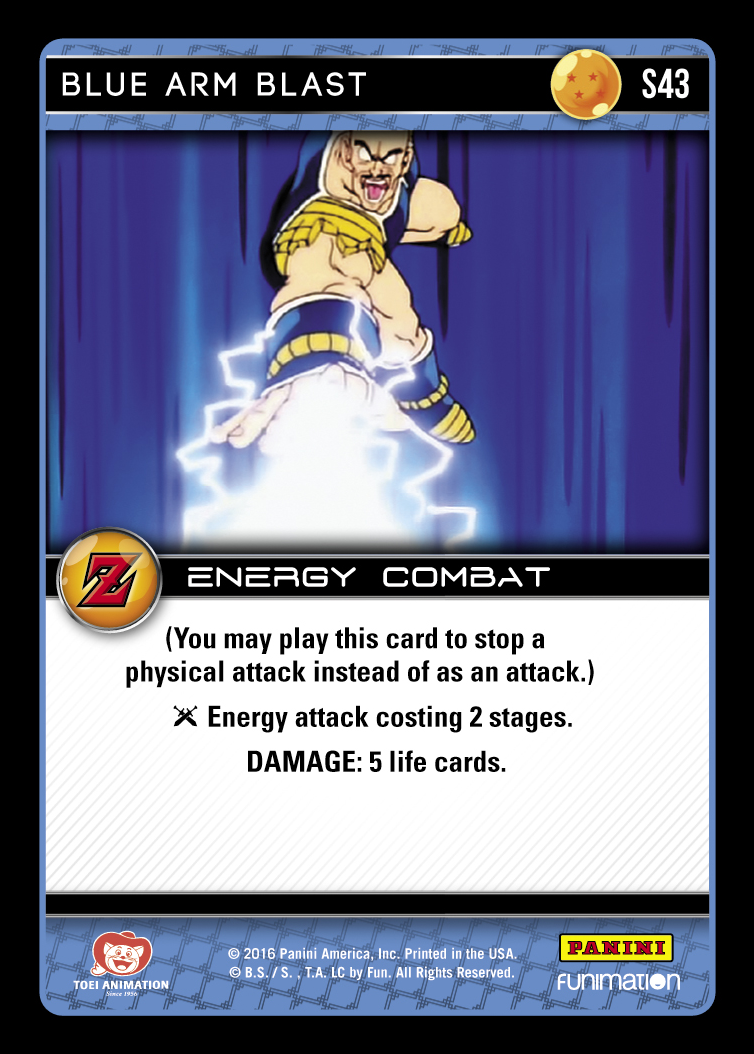 BLUE ARM BLAST
S43
Z
ENERGY COMBAT
(You may play this card to stop a
physical attack instead of as an attack.)
Energy attack costing 2 stages.
DAMAGE: 5 life cards.
TOEI ANIMATION
Since 1956
© 2016 Panini America, Inc. Printed in the USA.
© B.S. / S. , T.A. LC by Fun. All Rights Reserved.
PANINI
FUNimation